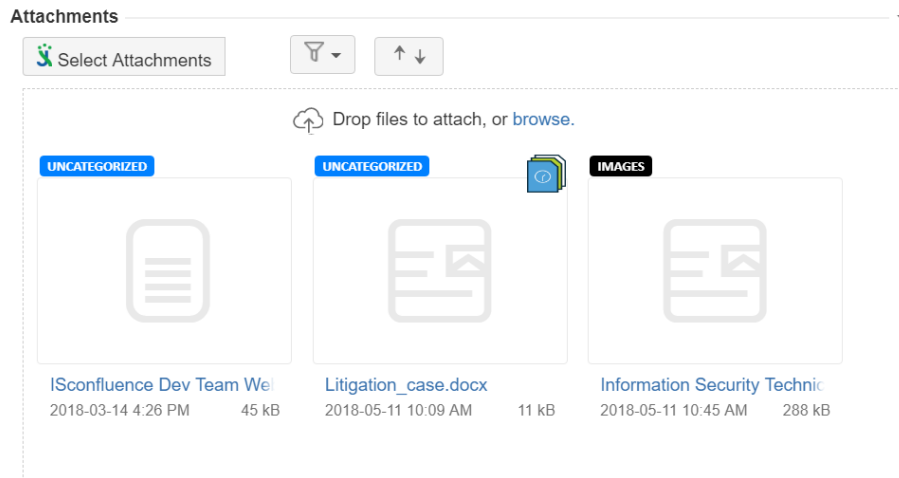 Attachments
Select Attachments
Drop files to attach, or browse.
UNCATEGORIZED
UNCATEGORIZED
IMAGES
ISconfluence Dev Team
Litigation_case.docx
Information Security
2018-03-14 4:26 PM 45 kB
2018-05-11 10:09 AM 11 kB
2018-05-11 10:45 AM 288 kB